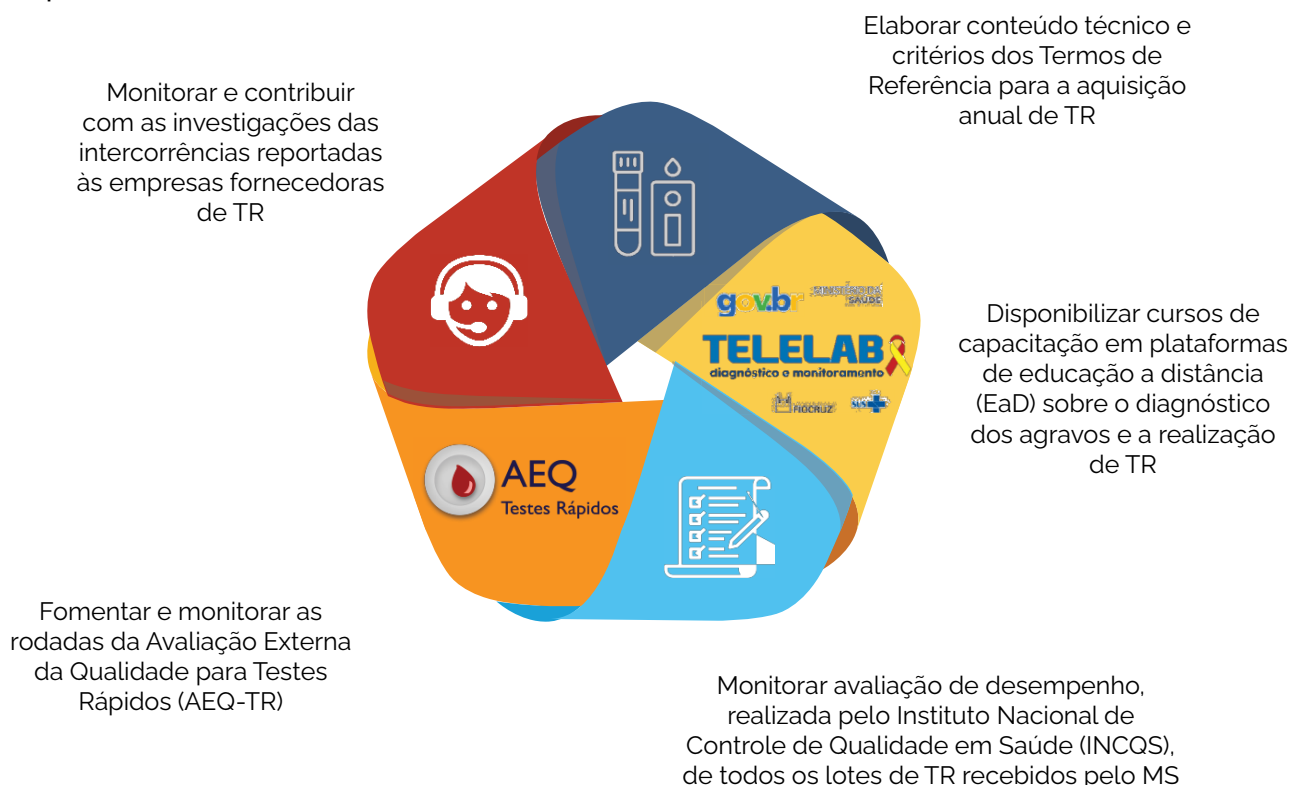 Elaborar conteúdo técnico e
critérios dos Termos de
Referência para a aquisição
anual de TR
Monitorar e contribuir
com as investigações das
intercorrências reportadas
às empresas fornecedoras
de TR
gov.br
SAÚDE
TELELAB
diagnóstico e monitoramento
FIOCRUZ
SUS
Disponibilizar cursos de
capacitação em plataformas
de educação a distância
(EaD) sobre o diagnóstico
dos agravos e a realização
de TR
AEQ
Testes Rápidos
Fomentar e monitorar as
rodadas da Avaliação Externa
da Qualidade para Testes
Rápidos (AEQ-TR)
Monitorar avaliação de desempenho,
realizada pelo Instituto Nacional de
Controle de Qualidade em Saúde (INCQS),
de todos os lotes de TR recebidos pelo MS